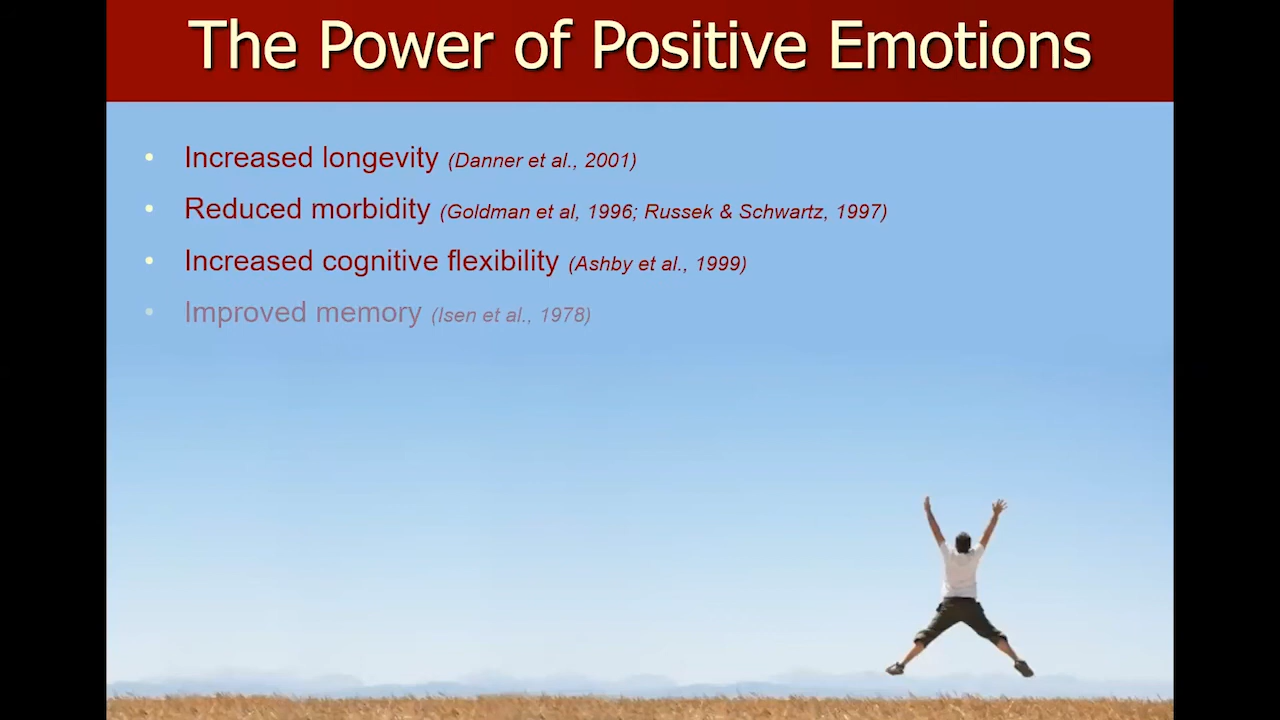 The Power of Positive Emotions
• Increased longevity (Danner et al., 2001)
• Reduced morbidity (Goldman et al, 1996; Russek & Schwartz, 1997)
• Increased cognitive flexibility (Ashby et al., 1999)
• Improved memory (Isen et al., 1978)